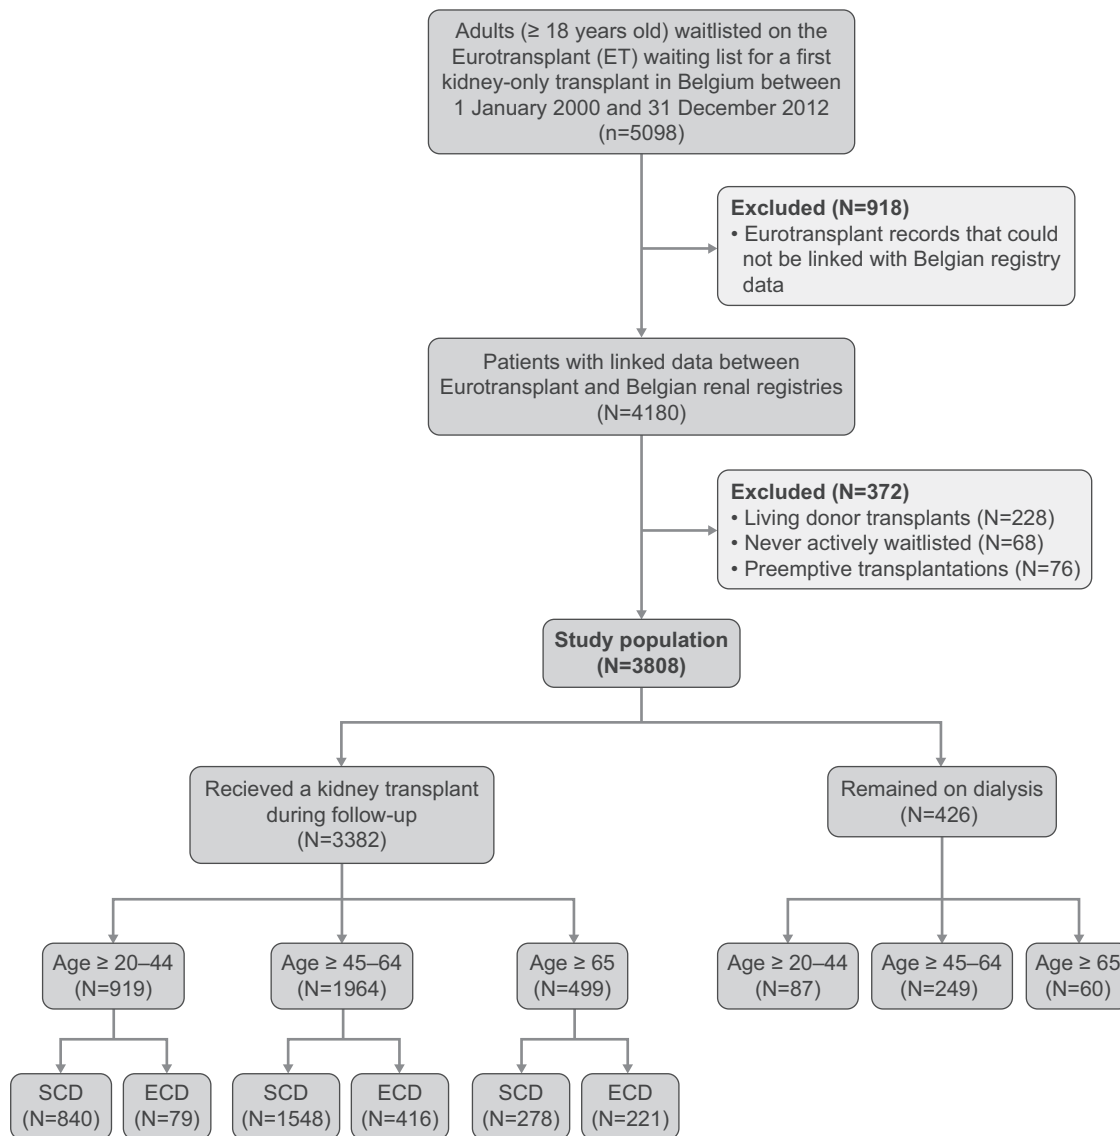 Adults (≥ 18 years old) waitlisted on the
Eurotransplant (ET) waiting list for a first
kidney-only transplant in Belgium between
1 January 2000 and 31 December 2012
(n=5098)
Excluded (N=918)
• Eurotransplant records that could
not be linked with Belgian registry
data
Patients with linked data between
Eurotransplant and Belgian renal registries
(N=4180)
Excluded (N=372)
• Living donor transplants (N=228)
• Never actively waitlisted (N=68)
• Preemptive transplantations (N=76)
Study population
(N=3808)
Recieved a kidney transplant
during follow-up
(N=3382)
Remained on dialysis
(N=426)
Age ≥ 20–44
(N=919)
Age ≥ 45–64
(N=1964)
Age ≥ 65
(N=499)
Age ≥ 20–44
(N=87)
Age ≥ 45–64
(N=249)
Age ≥ 65
(N=60)
SCD
(N=840)
ECD
(N=79)
SCD
(N=1548)
ECD
(N=416)
SCD
(N=278)
ECD
(N=221)